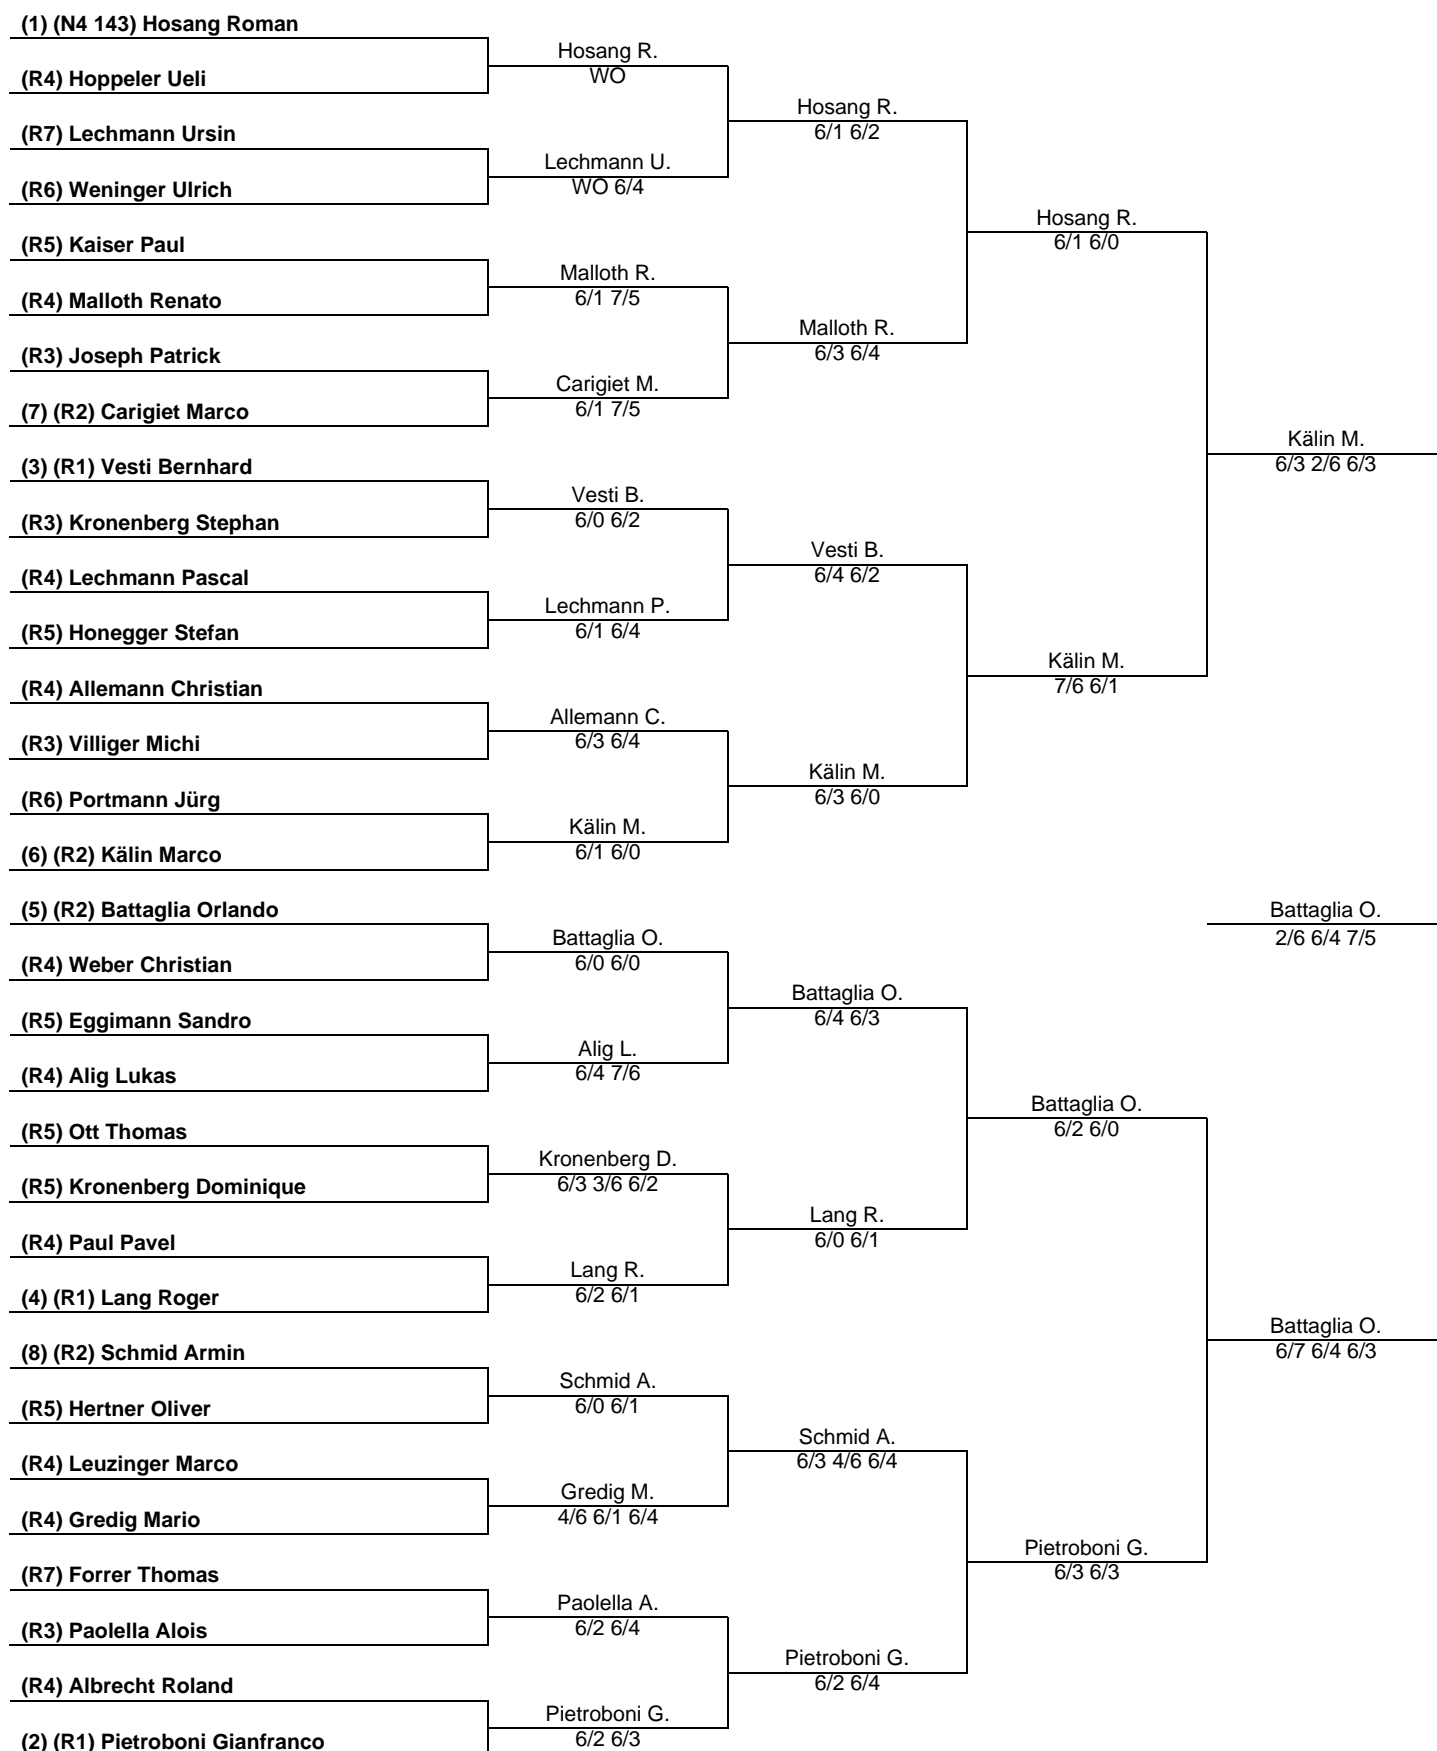 (1) (N4 143) Hosang Roman
Hosang R.
WO
(R4) Hoppeler Ueli
Hosang R.
6/1 6/2
(R7) Lechmann Ursin
Lechmann U.
WO 6/4
(R6) Weninger Ulrich
Hosang R.
6/1 6/0
(R5) Kaiser Paul
Malloth R.
6/1 7/5
(R4) Malloth Renato
Malloth R.
6/3 6/4
(R3) Joseph Patrick
Carigiet M.
6/1 7/5
(7) (R2) Carigiet Marco
Kälin M.
6/3 2/6 6/3
(3) (R1) Vesti Bernhard
Vesti B.
6/0 6/2
(R3) Kronenberg Stephan
Vesti B.
6/4 6/2
(R4) Lechmann Pascal
Lechmann P.
6/1 6/4
(R5) Honegger Stefan
Kälin M.
7/6 6/1
(R4) Allemann Christian
Allemann C.
6/3 6/4
(R3) Villiger Michi
Kälin M.
6/3 6/0
(R6) Portmann Jürg
Kälin M.
6/1 6/0
(6) (R2) Kälin Marco
(5) (R2) Battaglia Orlando
Battaglia O.
2/6 6/4 7/5
Battaglia O.
6/0 6/0
(R4) Weber Christian
Battaglia O.
6/4 6/3
(R5) Eggimann Sandro
Alig L.
6/4 7/6
(R4) Alig Lukas
Battaglia O.
6/2 6/0
(R5) Ott Thomas
Kronenberg D.
6/3 3/6 6/2
(R5) Kronenberg Dominique
Lang R.
6/0 6/1
(R4) Paul Pavel
Lang R.
6/2 6/1
(4) (R1) Lang Roger
Battaglia O.
6/7 6/4 6/3
(8) (R2) Schmid Armin
Schmid A.
6/0 6/1
(R5) Hertner Oliver
Schmid A.
6/3 4/6 6/4
(R4) Leuzinger Marco
Gredig M.
4/6 6/1 6/4
(R4) Gredig Mario
Pietroboni G.
6/3 6/3
(R7) Forrer Thomas
Paolella A.
6/2 6/4
(R3) Paolella Alois
Pietroboni G.
6/2 6/4
(R4) Albrecht Roland
Pietroboni G.
6/2 6/3
(2) (R1) Pietroboni Gianfranco